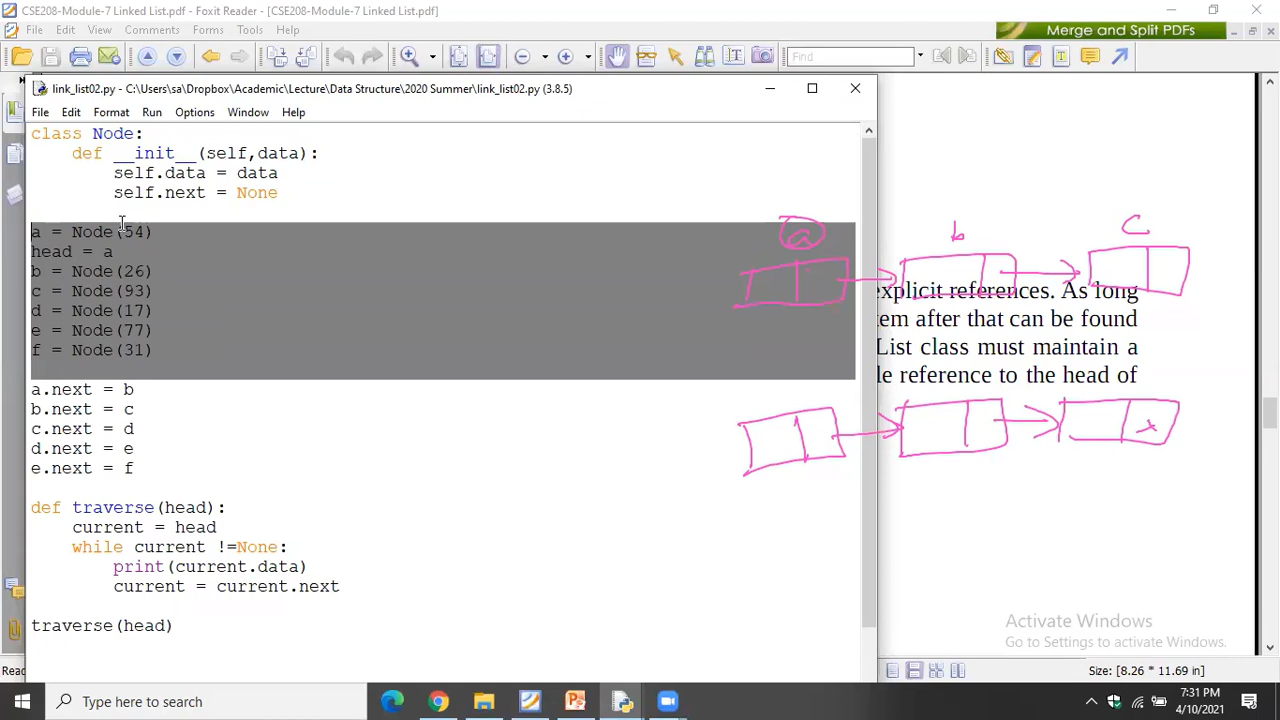 CSE208-Module-7 Linked List.pdf - Foxit Reader - [CSE208-Module-7 Linked List.pdf]
File Edit View Comments Forms Tools Help
Merge and Split PDFs
Find
link_list02.py - C:\Users\sa\Dropbox\Academic\Lecture\Data Structure\2020 Summer\link_list02.py (3.8.5)
File Edit Format Run Options Window Help
class Node:
    def __init__(self,data):
        self.data = data
        self.next = None
a = Node(54)
head = a
b = Node(26)
c = Node(93)
d = Node(17)
e = Node(77)
f = Node(31)
a.next = b
b.next = c
c.next = d
d.next = e
e.next = f
def traverse(head):
    current = head
    while current !=None:
        print(current.data)
        current = current.next
traverse(head)
a b C
explicit references. As long
em after that can be found
List class must maintain a
le reference to the head of
x
Activate Windows
Go to Settings to activate Windows.
Read
Size: [8.26 * 11.69 in]
Type here to search
7:31 PM
4/10/2021